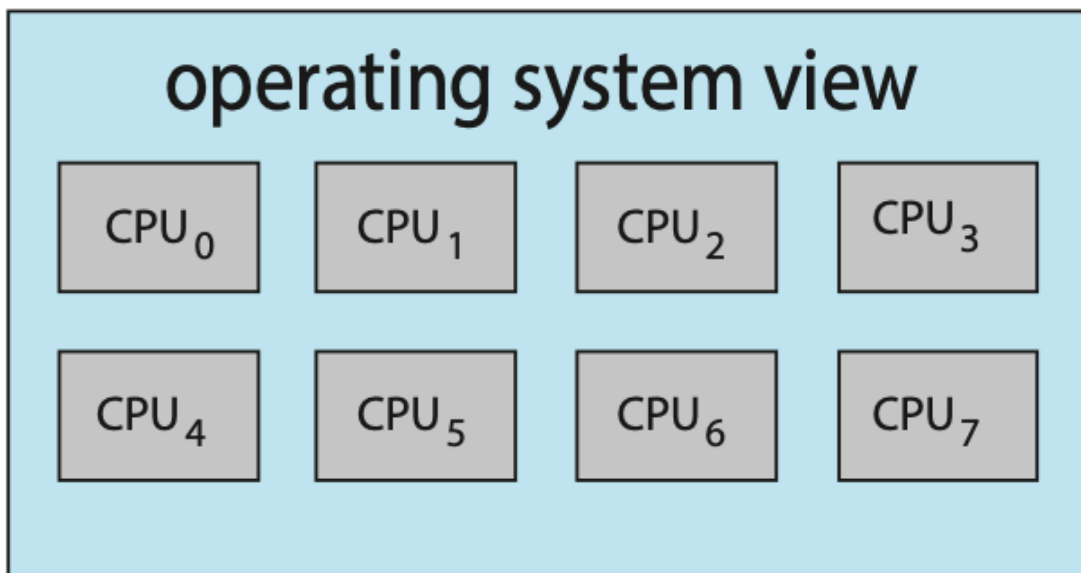 operating system view
CPU₀ CPU₁ CPU₂ CPU₃
CPU₄ CPU₅ CPU₆ CPU₇